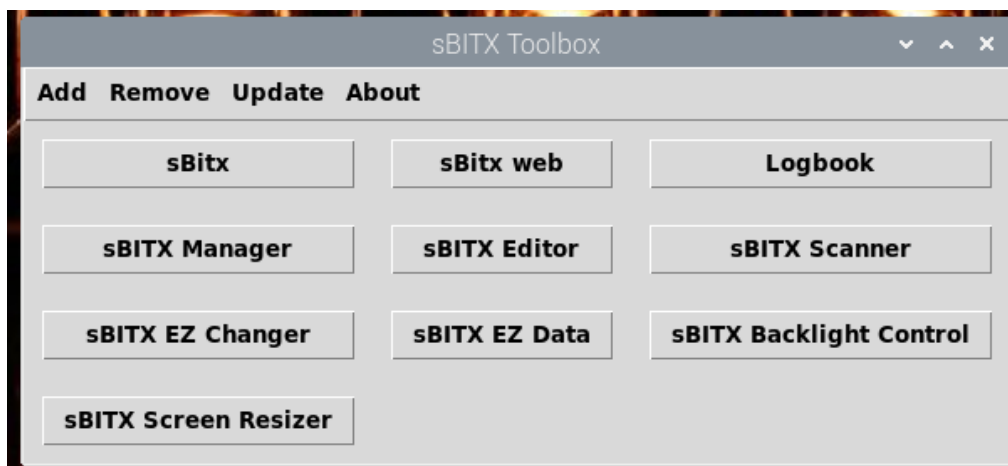 sBITX Toolbox
Add Remove Update About
sBitx sBitx web Logbook
sBITX Manager sBITX Editor sBITX Scanner
sBITX EZ Changer sBITX EZ Data sBITX Backlight Control
sBITX Screen Resizer